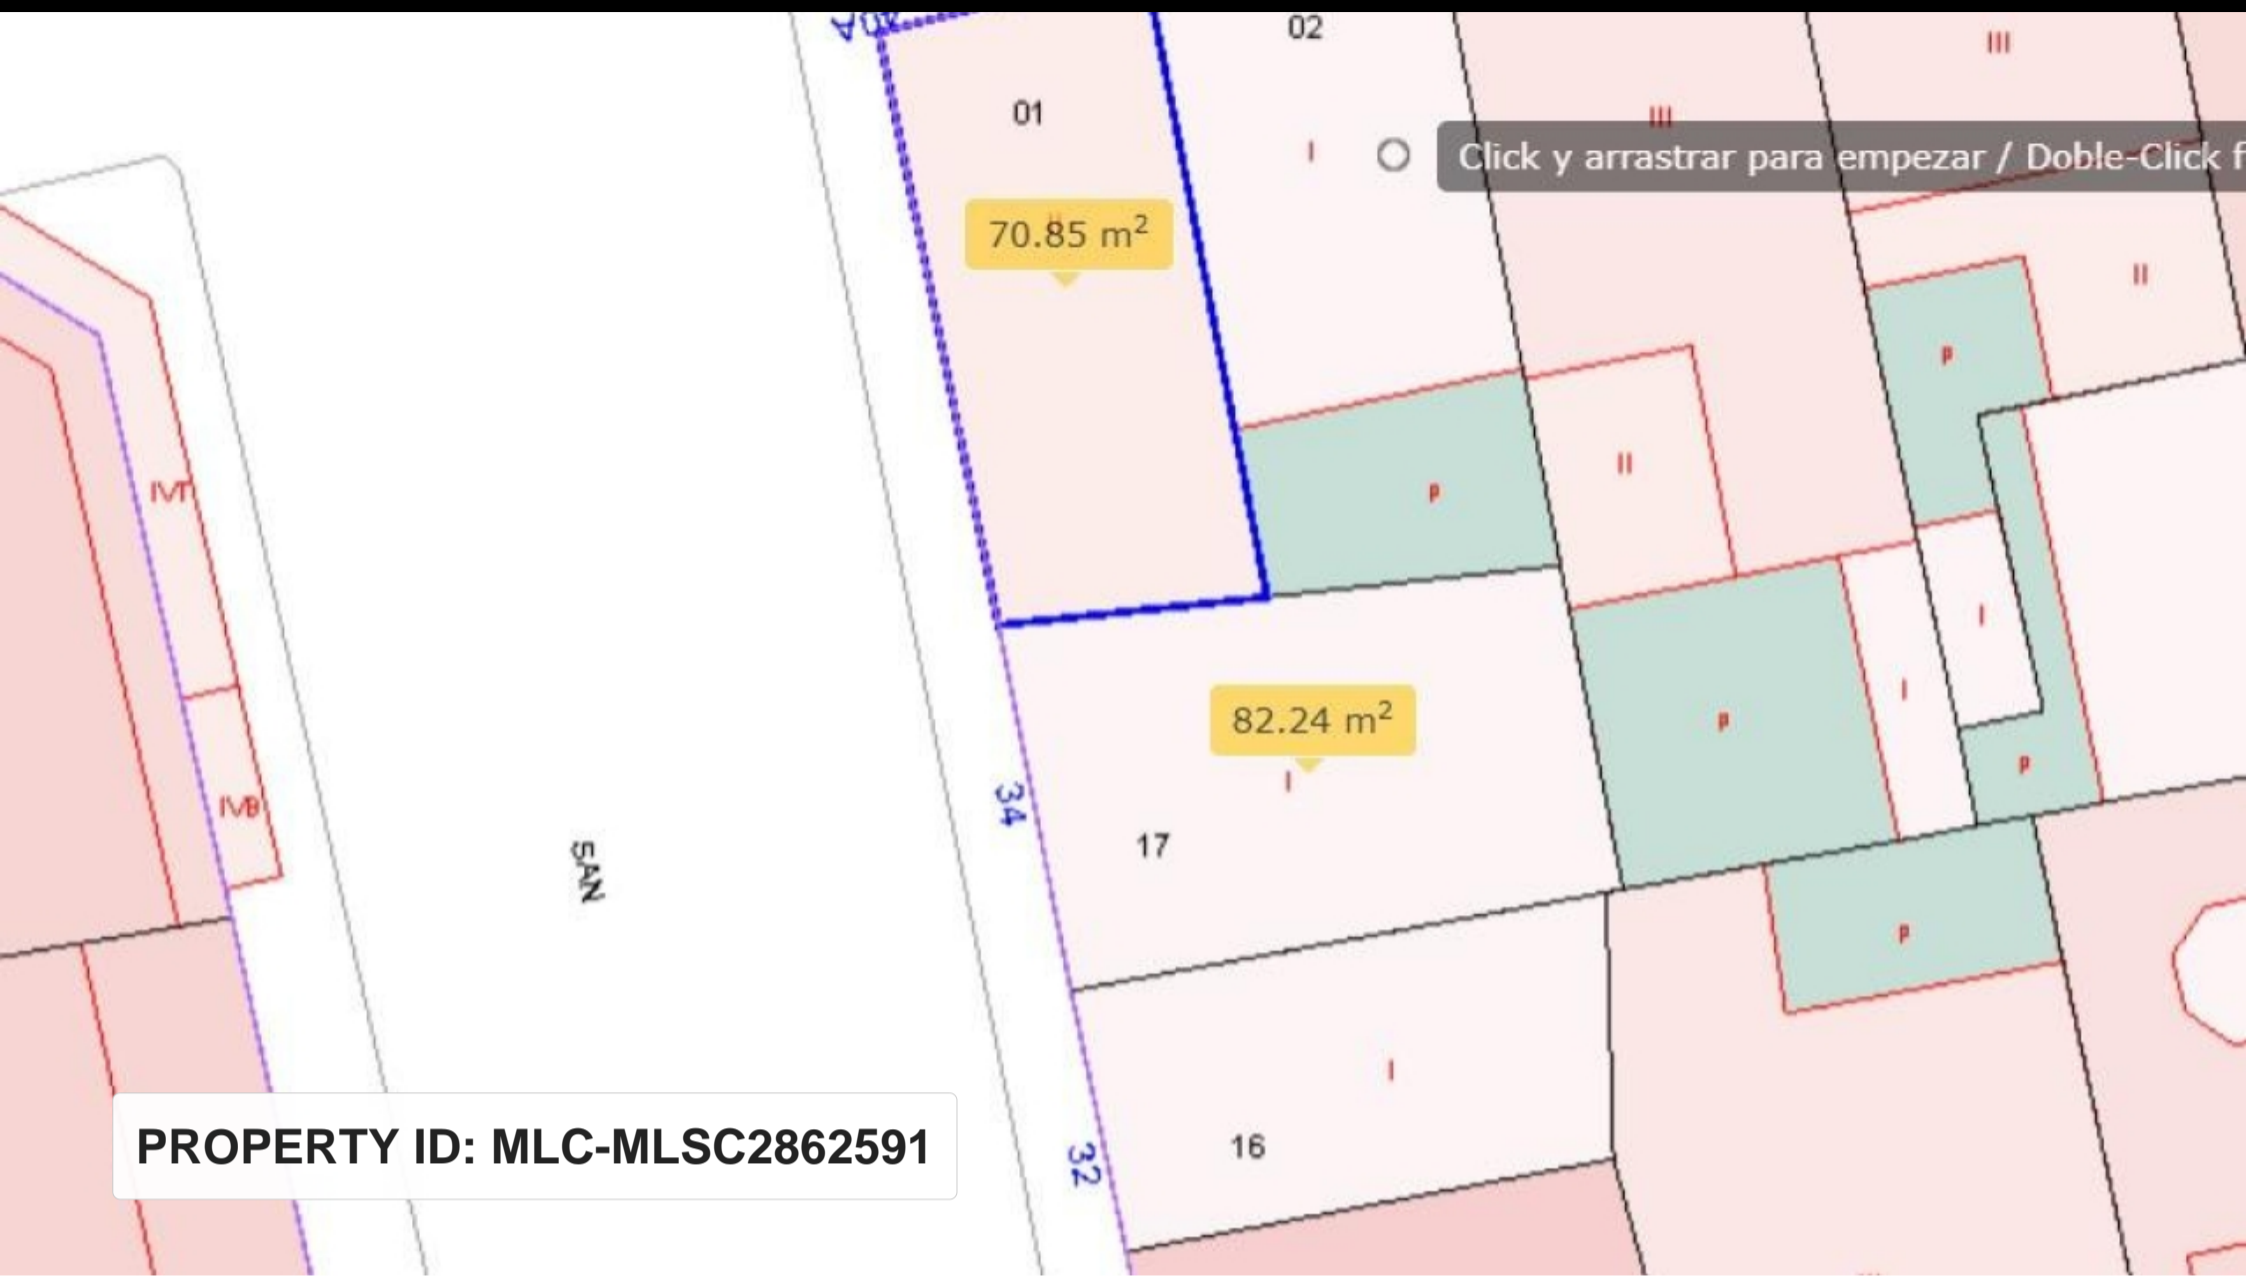 02
III
01
III
I
Click y arrastrar para empezar / Doble-Click f
70.85 m²
II
p
II
p
p
IVT
I
I
82.24 m²
p
p
I
34
IVB
17
SAN
p
I
16
32
PROPERTY ID: MLC-MLSC2862591